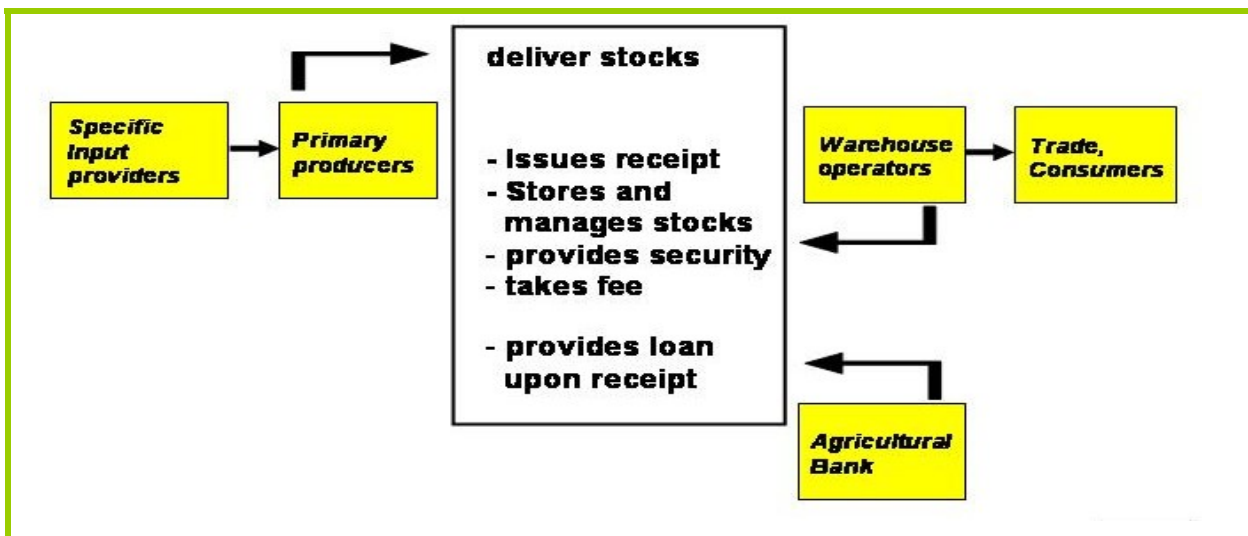 Specific
Input
providers
Primary
producers
deliver stocks
- Issues receipt
- Stores and
manages stocks
- provides security
- takes fee
- provides loan
upon receipt
Warehouse
operators
Trade,
Consumers
Agricultural
Bank